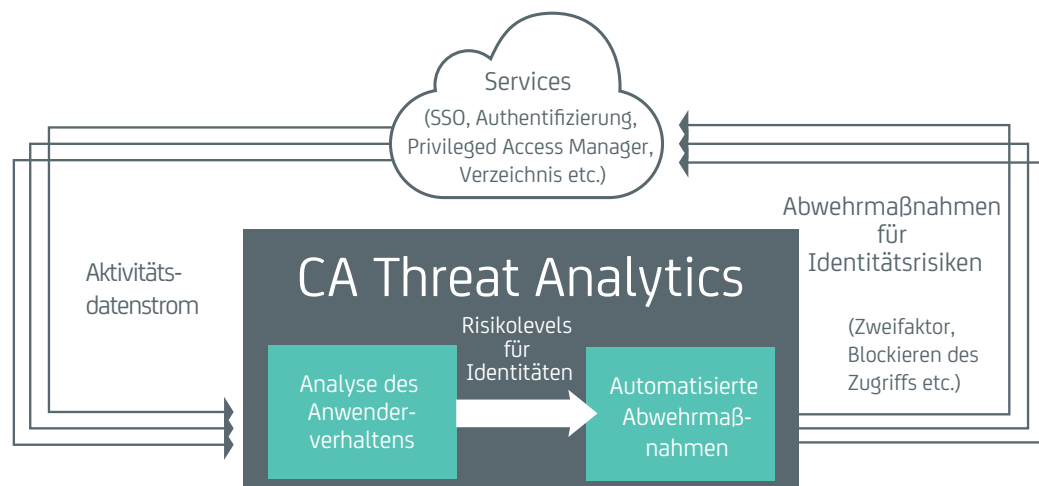 Services
(SSO, Authentifizierung,
Privileged Access Manager,
Verzeichnis etc.)
Aktivitäts-
datenstrom
CA Threat Analytics
Risikolevels
für
Identitäten
Analyse des
Anwender-
verhaltens
Automatisierte
Abwehrmaß-
nahmen
Abwehrmaßnahmen
für
Identitätsrisiken
(Zweifaktor,
Blockieren des
Zugriffs etc.)